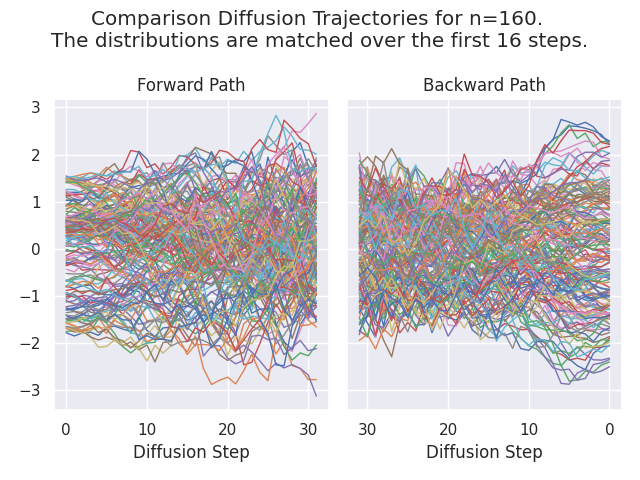 Comparison Diffusion Trajectories for n=160.
The distributions are matched over the first 16 steps.
Forward Path
Backward Path
3
2
1
0
−1
−2
−3
0 10 20 30
30 20 10 0
Diffusion Step
Diffusion Step